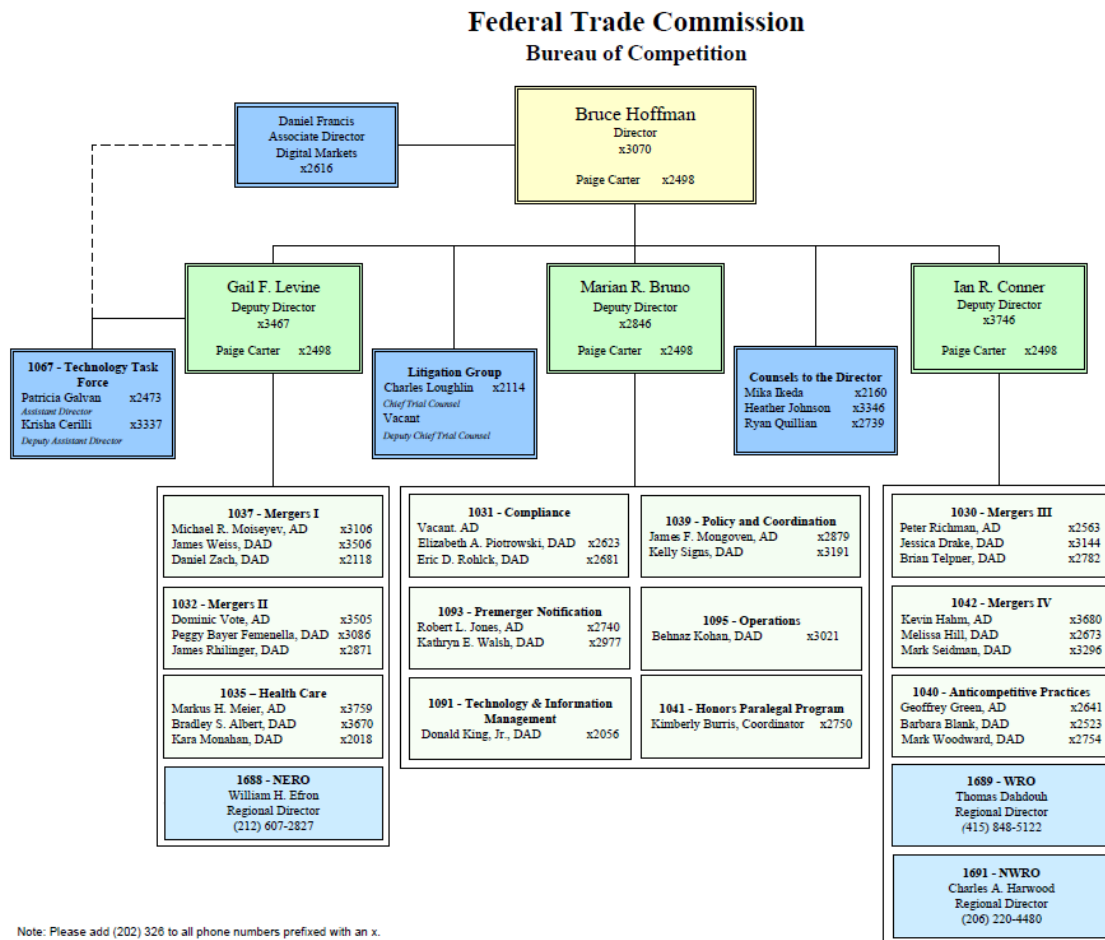 Federal Trade Commission
Bureau of Competition
Daniel Francis
Associate Director
Digital Markets
x2616
Bruce Hoffman
Director
x3070
Paige Carter x2498
Gail F. Levine
Deputy Director
x3467
Paige Carter x2498
Marian R. Bruno
Deputy Director
x2846
Paige Carter x2498
Ian R. Conner
Deputy Director
x3746
Paige Carter x2498
1067 - Technology Task
Force
Patricia Galvan x2473
Assistant Director
Krisha Cerilli x3337
Deputy Assistant Director
Litigation Group
Charles Loughlin x2114
Chief Trial Counsel
Vacant
Deputy Chief Trial Counsel
Counsels to the Director
Mika Ikeda x2160
Heather Johnson x3346
Ryan Quillian x2739
1037 - Mergers I
Michael R. Moiseyev, AD x3106
James Weiss, DAD x3506
Daniel Zach, DAD x2118
1032 - Mergers II
Dominic Vote, AD x3505
Peggy Bayer Femenella, DAD x3086
James Rhilinger, DAD x2871
1035 – Health Care
Markus H. Meier, AD x3759
Bradley S. Albert, DAD x3670
Kara Monahan, DAD x2018
1688 - NERO
William H. Efron
Regional Director
(212) 607-2827
1031 - Compliance
Vacant. AD
Elizabeth A. Piotrowski, DAD x2623
Eric D. Rohlck, DAD x2681
1039 - Policy and Coordination
James F. Mongoven, AD x2879
Kelly Signs, DAD x3191
1093 - Premerger Notification
Robert L. Jones, AD x2740
Kathryn E. Walsh, DAD x2977
1095 - Operations
Behnaz Kohan, DAD x3021
1091 - Technology & Information
Management
Donald King, Jr., DAD x2056
1041 - Honors Paralegal Program
Kimberly Burris, Coordinator x2750
1030 - Mergers III
Peter Richman, AD x2563
Jessica Drake, DAD x3144
Brian Telpner, DAD x2782
1042 - Mergers IV
Kevin Hahm, AD x3680
Melissa Hill, DAD x2673
Mark Seidman, DAD x3296
1040 - Anticompetitive Practices
Geoffrey Green, AD x2641
Barbara Blank, DAD x2523
Mark Woodward, DAD x2754
1689 - WRO
Thomas Dahdouh
Regional Director
(415) 848-5122
1691 - NWRO
Charles A. Harwood
Regional Director
(206) 220-4480
Note: Please add (202) 326 to all phone numbers prefixed with an x.